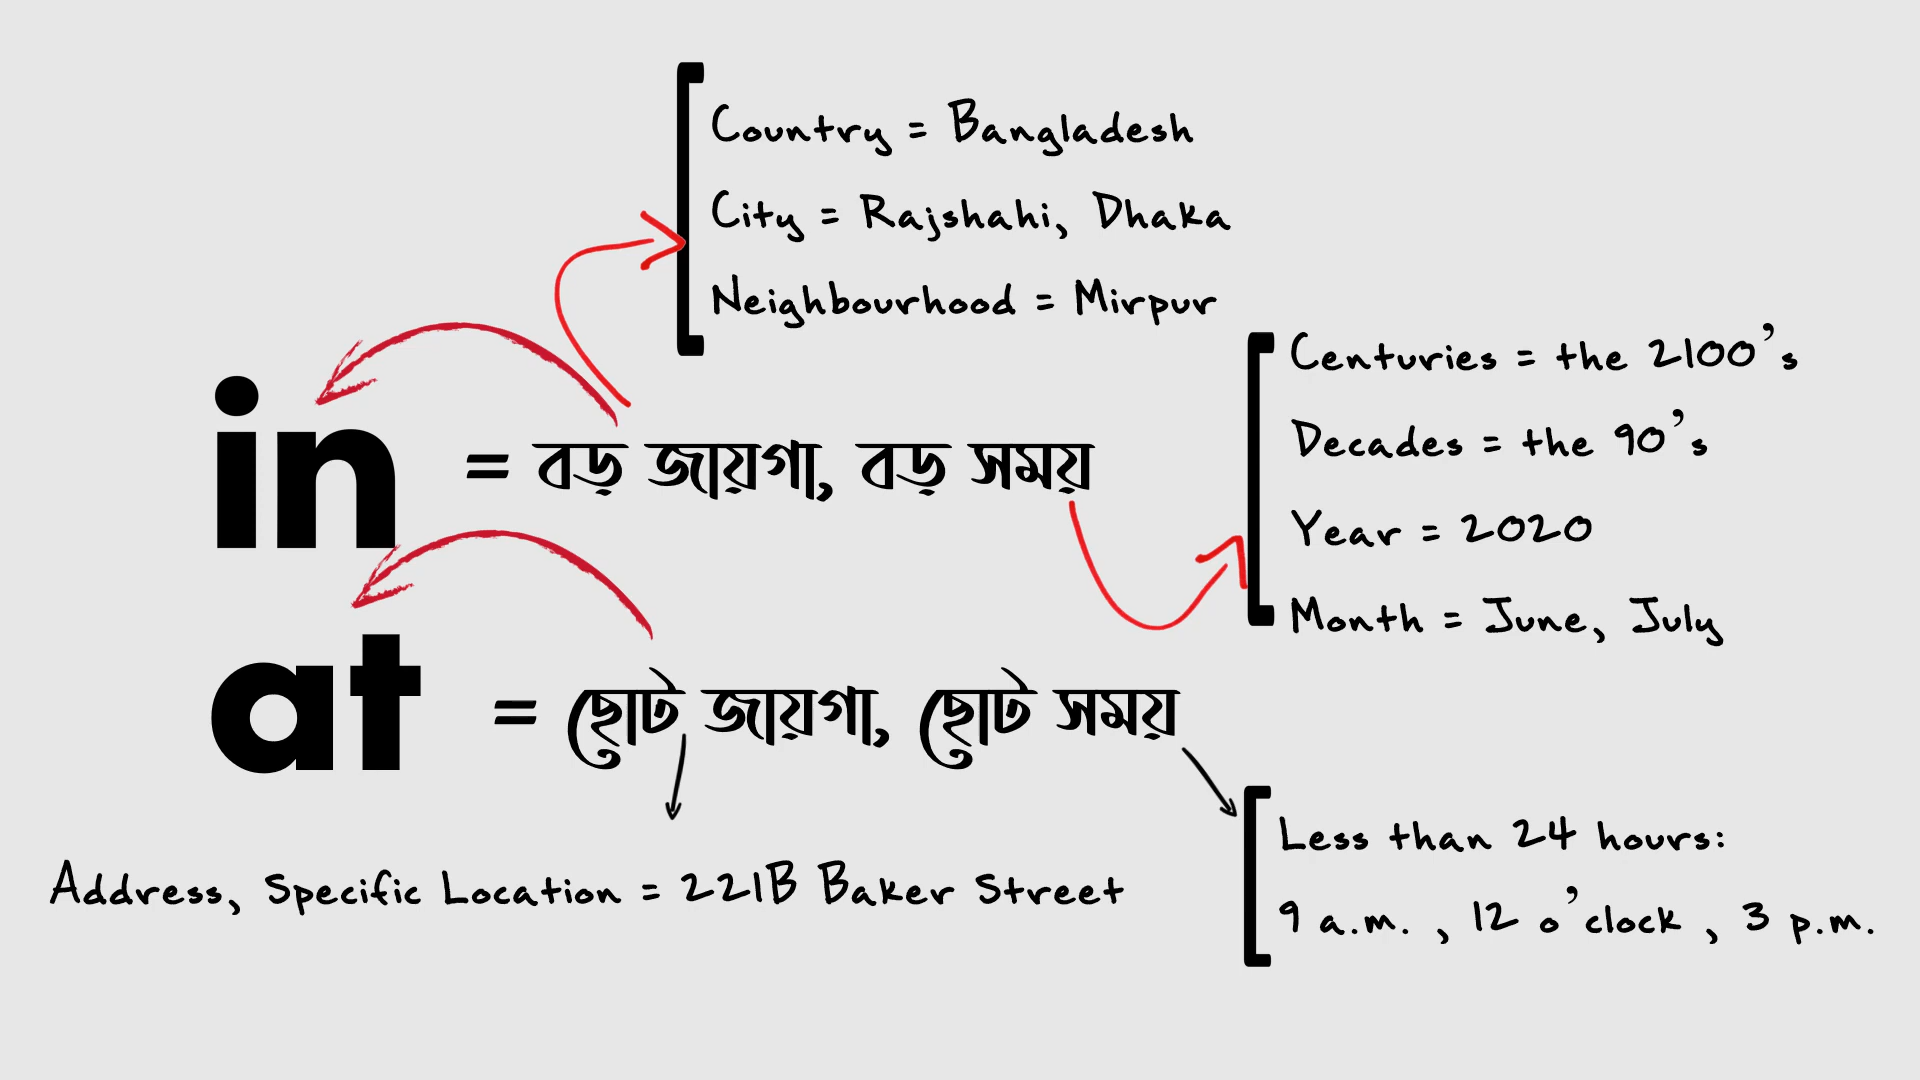 Country = Bangladesh
City = Rajshahi, Dhaka
Neighbourhood = Mirpur
in = বড় জায়গা, বড় সময়
Centuries = the 2100's
Decades = the 90's
Year = 2020
Month = June, July
at = ছোট জায়গা, ছোট সময়
Address, Specific Location = 221B Baker Street
Less than 24 hours:
9 a.m. , 12 o'clock , 3 p.m.